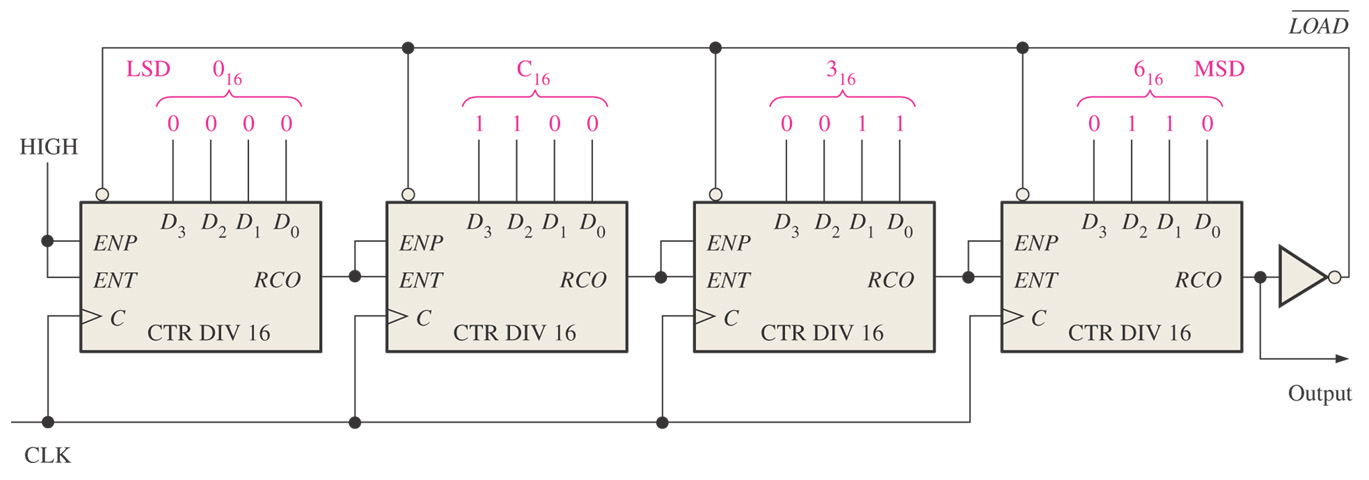 LOAD
LSD 0₁₆ C₁₆ 3₁₆ 6₁₆ MSD
0 0 0 0 1 1 0 0 0 0 1 1 0 1 1 0
HIGH
D₃ D₂ D₁ D₀ D₃ D₂ D₁ D₀ D₃ D₂ D₁ D₀ D₃ D₂ D₁ D₀
ENP ENP ENP ENP
ENT RCO ENT RCO ENT RCO ENT RCO
C C C C
CTR DIV 16 CTR DIV 16 CTR DIV 16 CTR DIV 16
Output
CLK